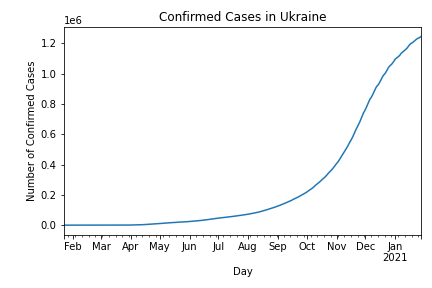 Confirmed Cases in Ukraine
1e6
1.2
1.0
0.8
0.6
0.4
0.2
0.0
Number of Confirmed Cases
Feb Mar Apr May Jun Jul Aug Sep Oct Nov Dec Jan
2021
Day